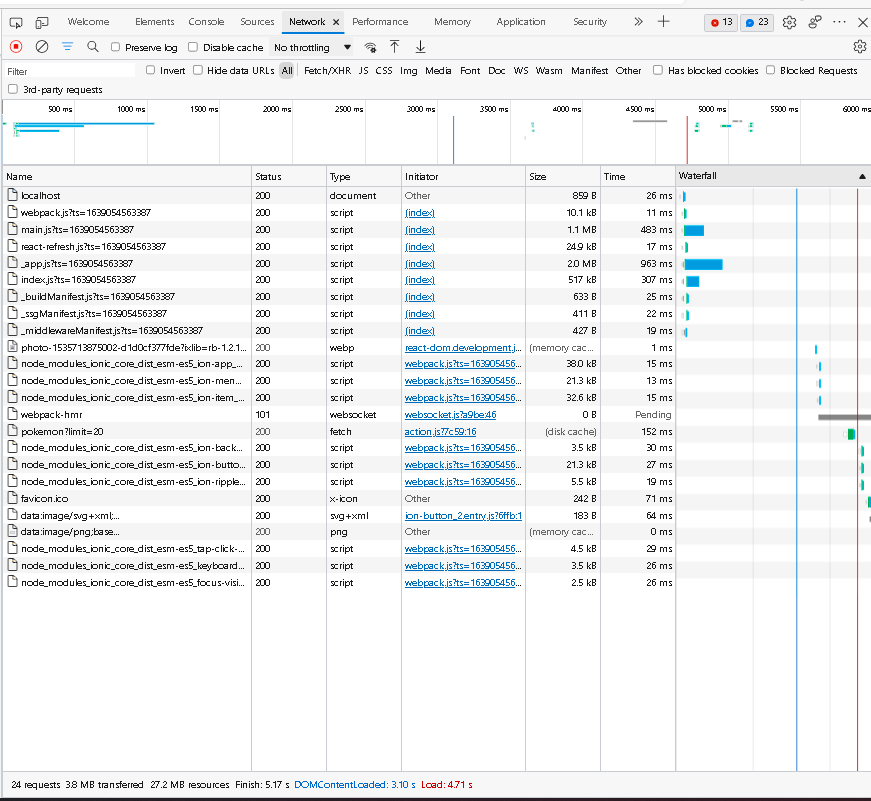 Welcome Elements Console Sources Network × Performance Memory Application Security » + 13 23 ···
Preserve log Disable cache No throttling
Filter Invert Hide data URLs All Fetch/XHR JS CSS Img Media Font Doc WS Wasm Manifest Other Has blocked cookies Blocked Requests
3rd-party requests
500 ms 1000 ms 1500 ms 2000 ms 2500 ms 3000 ms 3500 ms 4000 ms 4500 ms 5000 ms 5500 ms 6000 ms
Name Status Type Initiator Size Time Waterfall
localhost 200 document Other 859 B 26 ms
webpack.js?ts=1639054563387 200 script (index) 10.1 kB 11 ms
main.js?ts=1639054563387 200 script (index) 1.1 MB 483 ms
react-refresh.js?ts=1639054563387 200 script (index) 24.9 kB 17 ms
_app.js?ts=1639054563387 200 script (index) 2.0 MB 963 ms
index.js?ts=1639054563387 200 script (index) 517 kB 307 ms
_buildManifest.js?ts=1639054563387 200 script (index) 633 B 25 ms
_ssgManifest.js?ts=1639054563387 200 script (index) 411 B 22 ms
_middlewareManifest.js?ts=1639054563387 200 script (index) 427 B 19 ms
photo-1535713875002-d1d0cf377fde?ixlib=rb-1.2.1... 200 webp react-dom.development.j... (memory cac... 1 ms
node_modules_ionic_core_dist_esm-es5_ion-app_... 200 script webpack.js?ts=163905456... 38.0 kB 15 ms
node_modules_ionic_core_dist_esm-es5_ion-men... 200 script webpack.js?ts=163905456... 21.3 kB 13 ms
node_modules_ionic_core_dist_esm-es5_ion-item_... 200 script webpack.js?ts=163905456... 32.6 kB 15 ms
webpack-hmr 101 websocket websocket.js?a9be:46 0 B Pending
pokemon?limit=20 200 fetch action.js?7c59:16 (disk cache) 152 ms
node_modules_ionic_core_dist_esm-es5_ion-back... 200 script webpack.js?ts=163905456... 3.5 kB 30 ms
node_modules_ionic_core_dist_esm-es5_ion-butto... 200 script webpack.js?ts=163905456... 21.3 kB 27 ms
node_modules_ionic_core_dist_esm-es5_ion-ripple... 200 script webpack.js?ts=163905456... 5.5 kB 19 ms
favicon.ico 200 x-icon Other 242 B 71 ms
data:image/svg+xml;... 200 svg+xml ion-button_2.entry.js?6ffb:1 183 B 64 ms
data:image/png;base... 200 png Other (memory cac... 0 ms
node_modules_ionic_core_dist_esm-es5_tap-click-... 200 script webpack.js?ts=163905456... 4.5 kB 29 ms
node_modules_ionic_core_dist_esm-es5_keyboard... 200 script webpack.js?ts=163905456... 3.5 kB 26 ms
node_modules_ionic_core_dist_esm-es5_focus-visi... 200 script webpack.js?ts=163905456... 2.5 kB 26 ms
24 requests 3.8 MB transferred 27.2 MB resources Finish: 5.17 s DOMContentLoaded: 3.10 s Load: 4.71 s